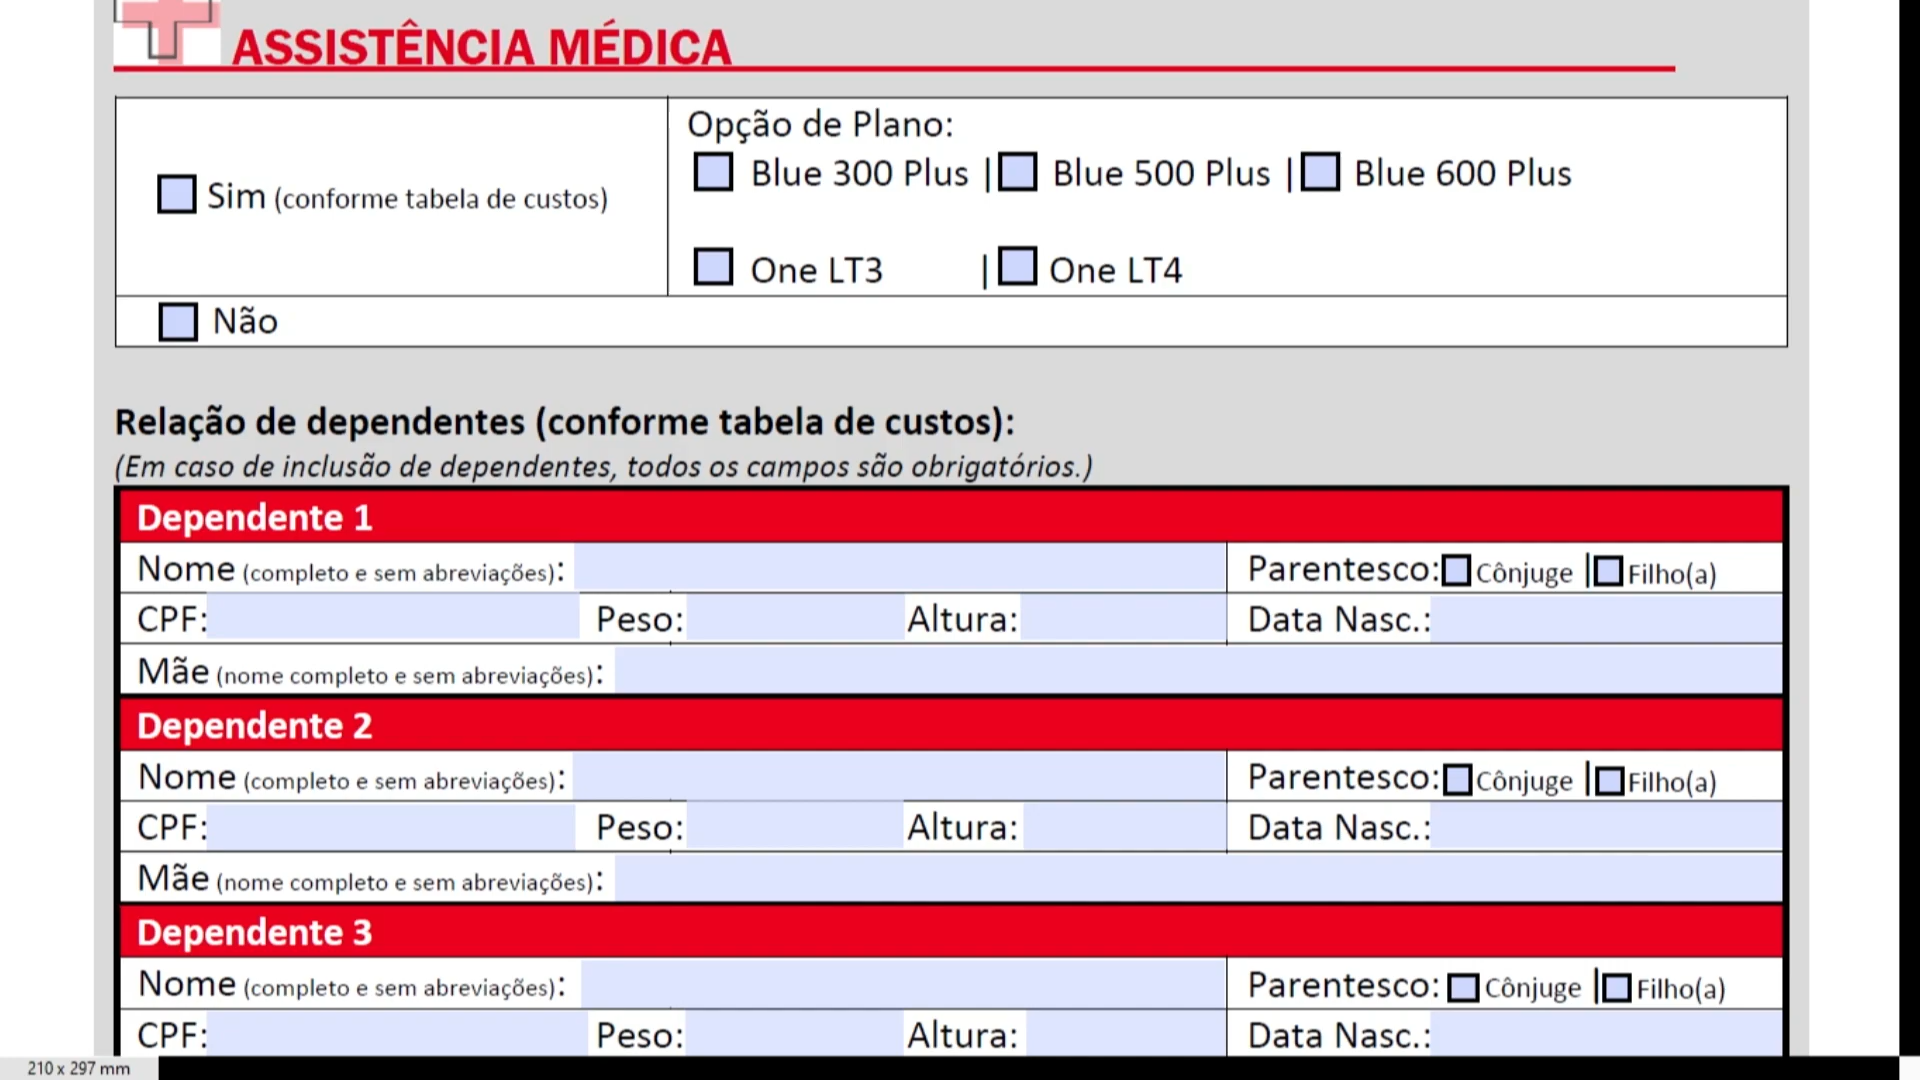 ASSISTÊNCIA MÉDICA
Opção de Plano:
Blue 300 Plus | Blue 500 Plus | Blue 600 Plus
Sim (conforme tabela de custos)
One LT3 | One LT4
Não
Relação de dependentes (conforme tabela de custos):
(Em caso de inclusão de dependentes, todos os campos são obrigatórios.)
Dependente 1
Nome (completo e sem abreviações): Parentesco: Cônjuge | Filho(a)
CPF: Peso: Altura: Data Nasc.:
Mãe (nome completo e sem abreviações):
Dependente 2
Nome (completo e sem abreviações): Parentesco: Cônjuge | Filho(a)
CPF: Peso: Altura: Data Nasc.:
Mãe (nome completo e sem abreviações):
Dependente 3
Nome (completo e sem abreviações): Parentesco: Cônjuge | Filho(a)
CPF: Peso: Altura: Data Nasc.:
210 x 297 mm